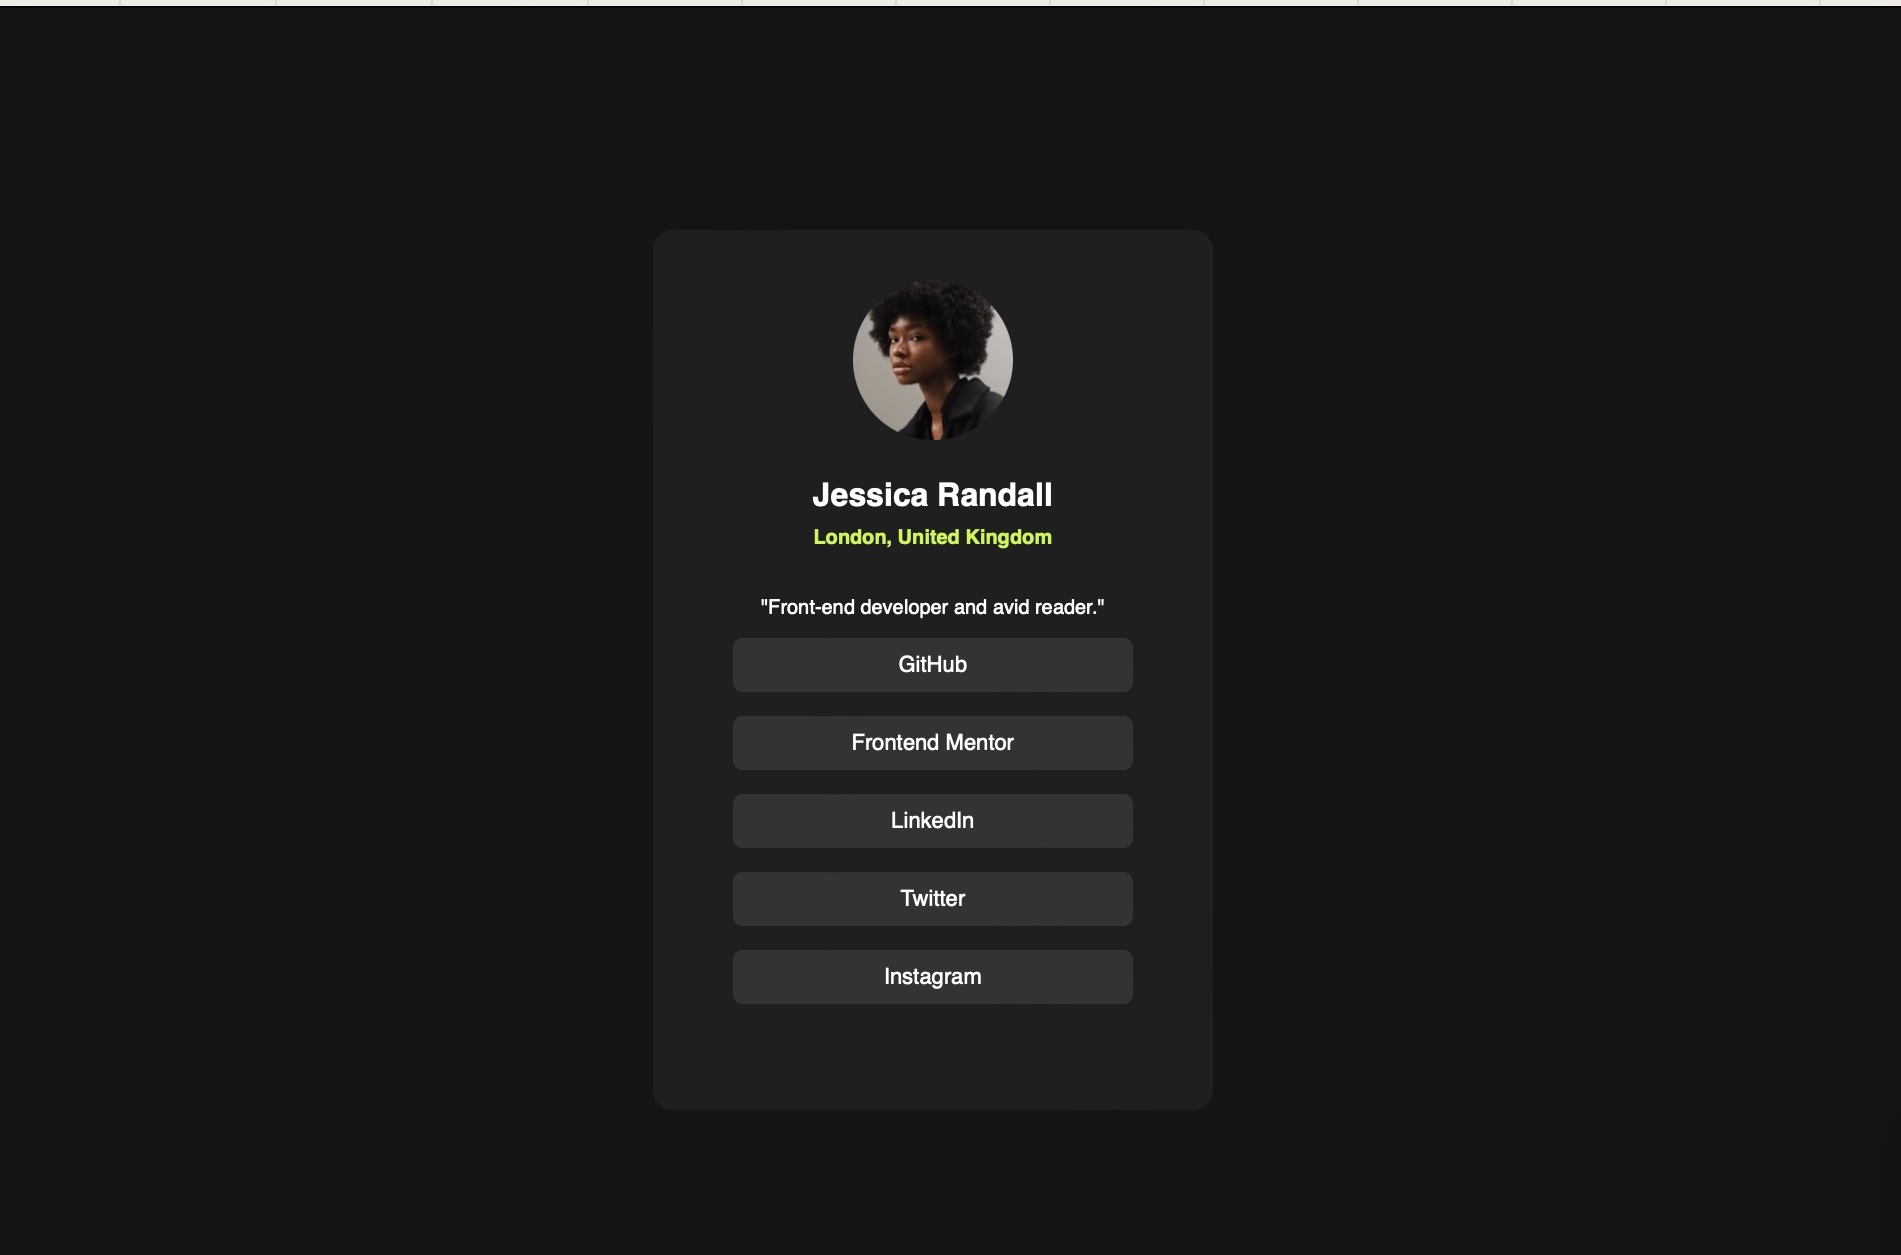 Jessica Randall
London, United Kingdom
"Front-end developer and avid reader."
GitHub
Frontend Mentor
LinkedIn
Twitter
Instagram